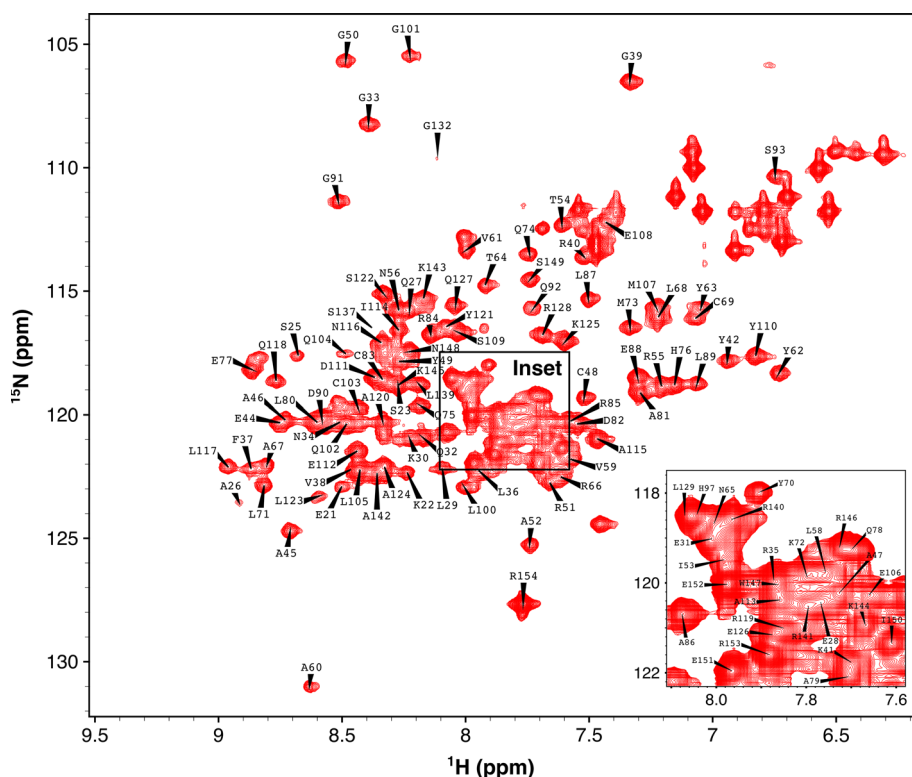 G50
G101
G39
G33
G132
S93
G91
T54
V61
Q74
E108
R40
T64
S149
K143
N56
Q27
Q127
S122
I114
L87
Q92
M107
L68
Y63
C69
M73
S137
R84
Y121
R128
K125
S109
N116
S25
Q104
Q118
N148
Y49
C83
D111
K146
E77
Inset
E88
R55
H76
L89
Y42
Y110
Y62
C48
L139
S23
Q75
A81
A46
L80
D90
C103
A120
E44
N34
Q102
K30
Q32
R85
D82
A115
L117
F37
A67
E112
V38
V59
R66
R51
A26
L71
L123
E21
L105
A142
A124
K22
L29
L100
L36
A45
A52
R154
A60
L129
H97
N65
Y70
R140
R146
L58
Q78
K72
A47
E31
I53
R35
E106
E152
W147
A113
K144
R119
I150
E126
R141
E28
A86
R153
K41
E151
A79
118
120
122
8.0
7.8
7.6
105
110
115
120
125
130
15N (ppm)
9.5
9
8.5
8
7.5
7
6.5
1H (ppm)